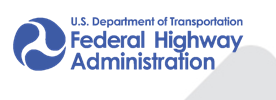 U.S. Department of Transportation
Federal Highway
Administration